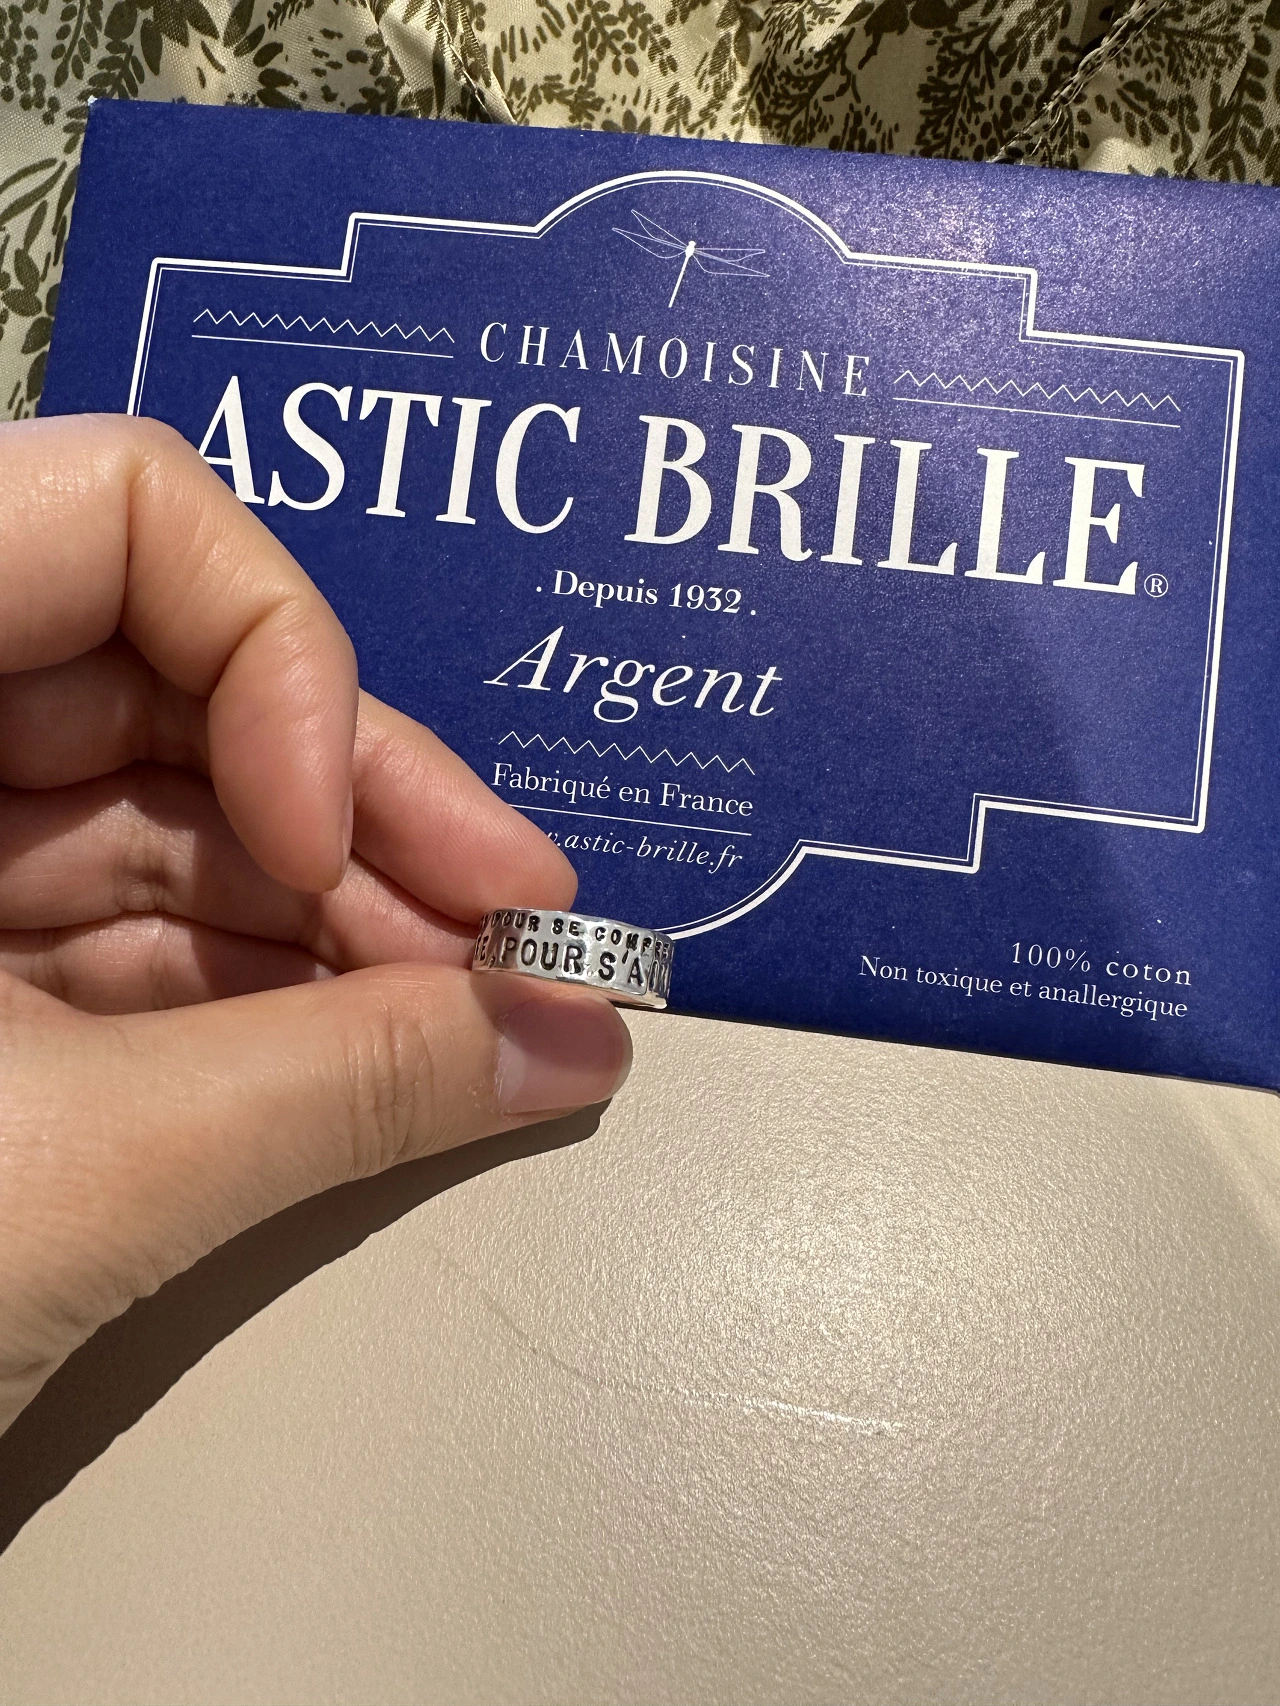 CHAMOISINE
ASTIC BRILLE®
. Depuis 1932 .
Argent
Fabriqué en France
.astic-brille.fr
100% coton
Non toxique et anallergique
POUR SE
POUR S'A